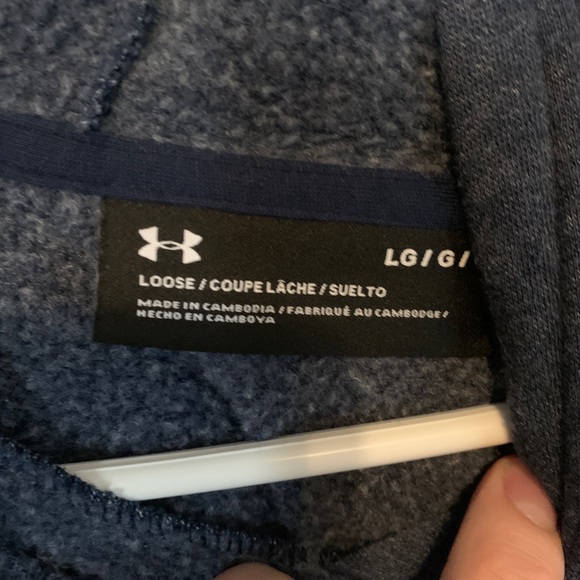 LG / G /
LOOSE / COUPE LÂCHE / SUELTO
MADE IN CAMBODIA / FABRIQUÉ AU CAMBODGE /
HECHO EN CAMBOYA